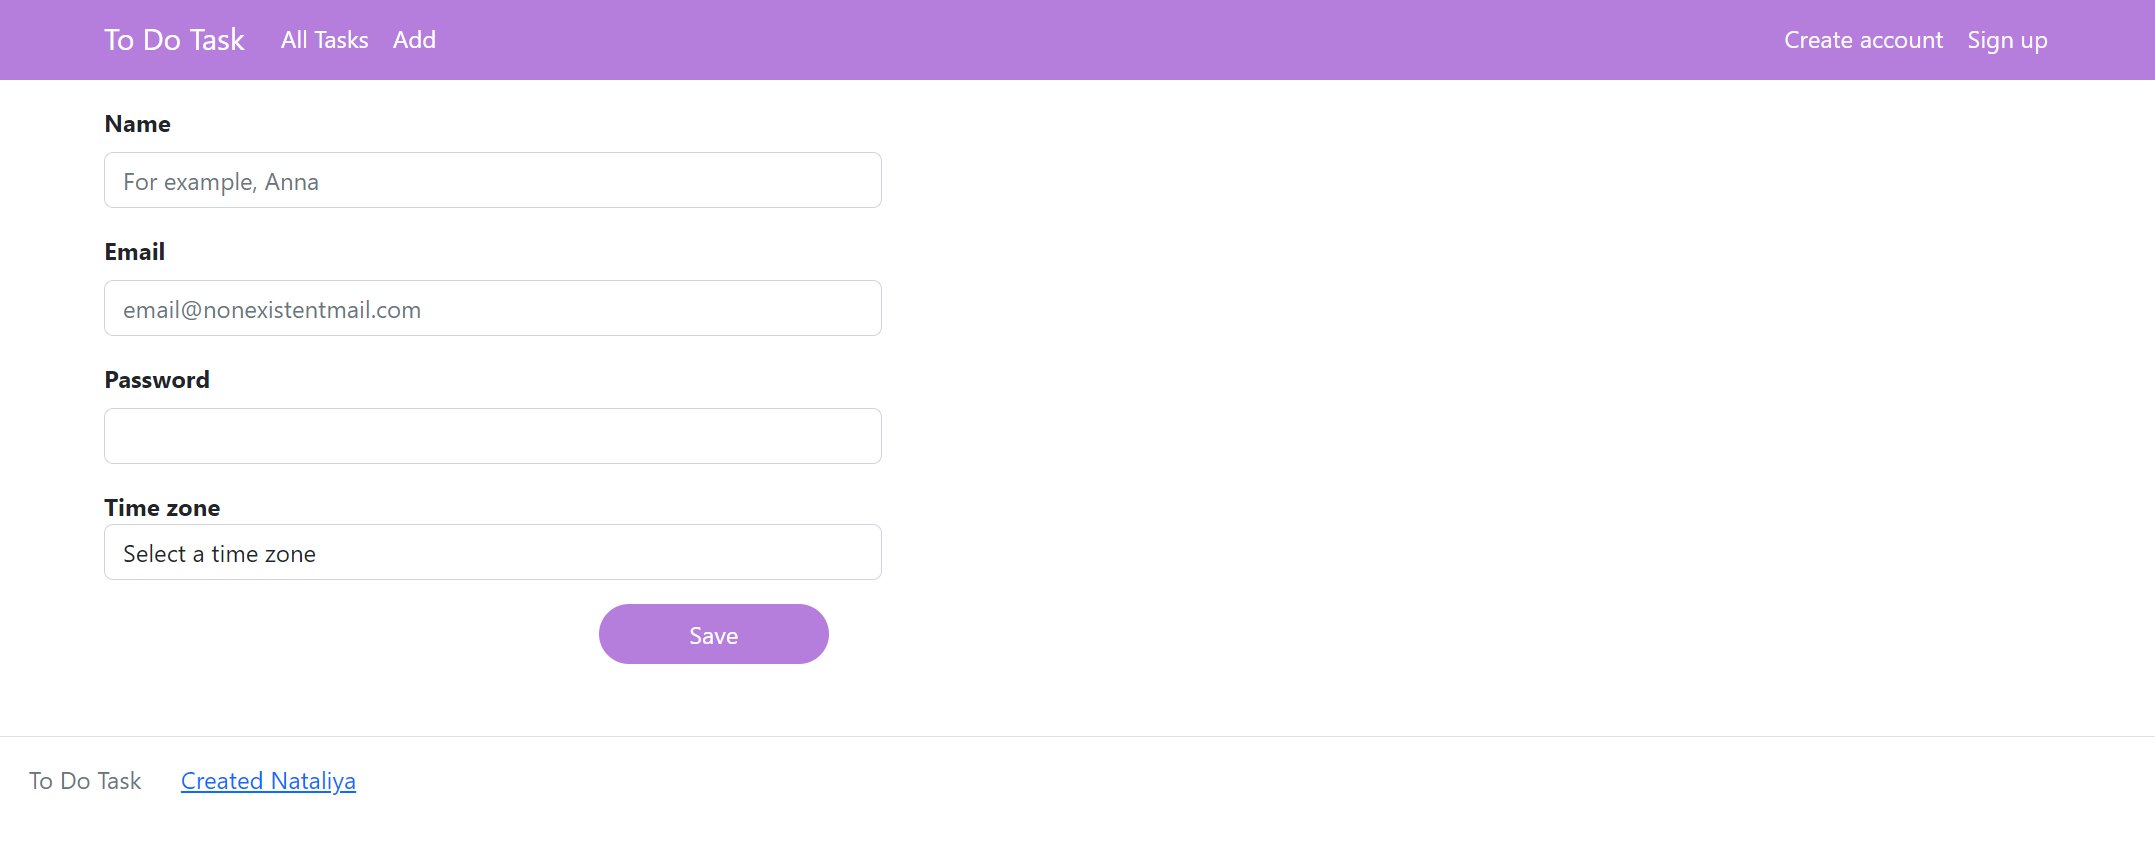 To Do Task All Tasks Add Create account Sign up
Name
For example, Anna
Email
email@nonexistentmail.com
Password
Time zone
Select a time zone
Save
To Do Task Created Nataliya